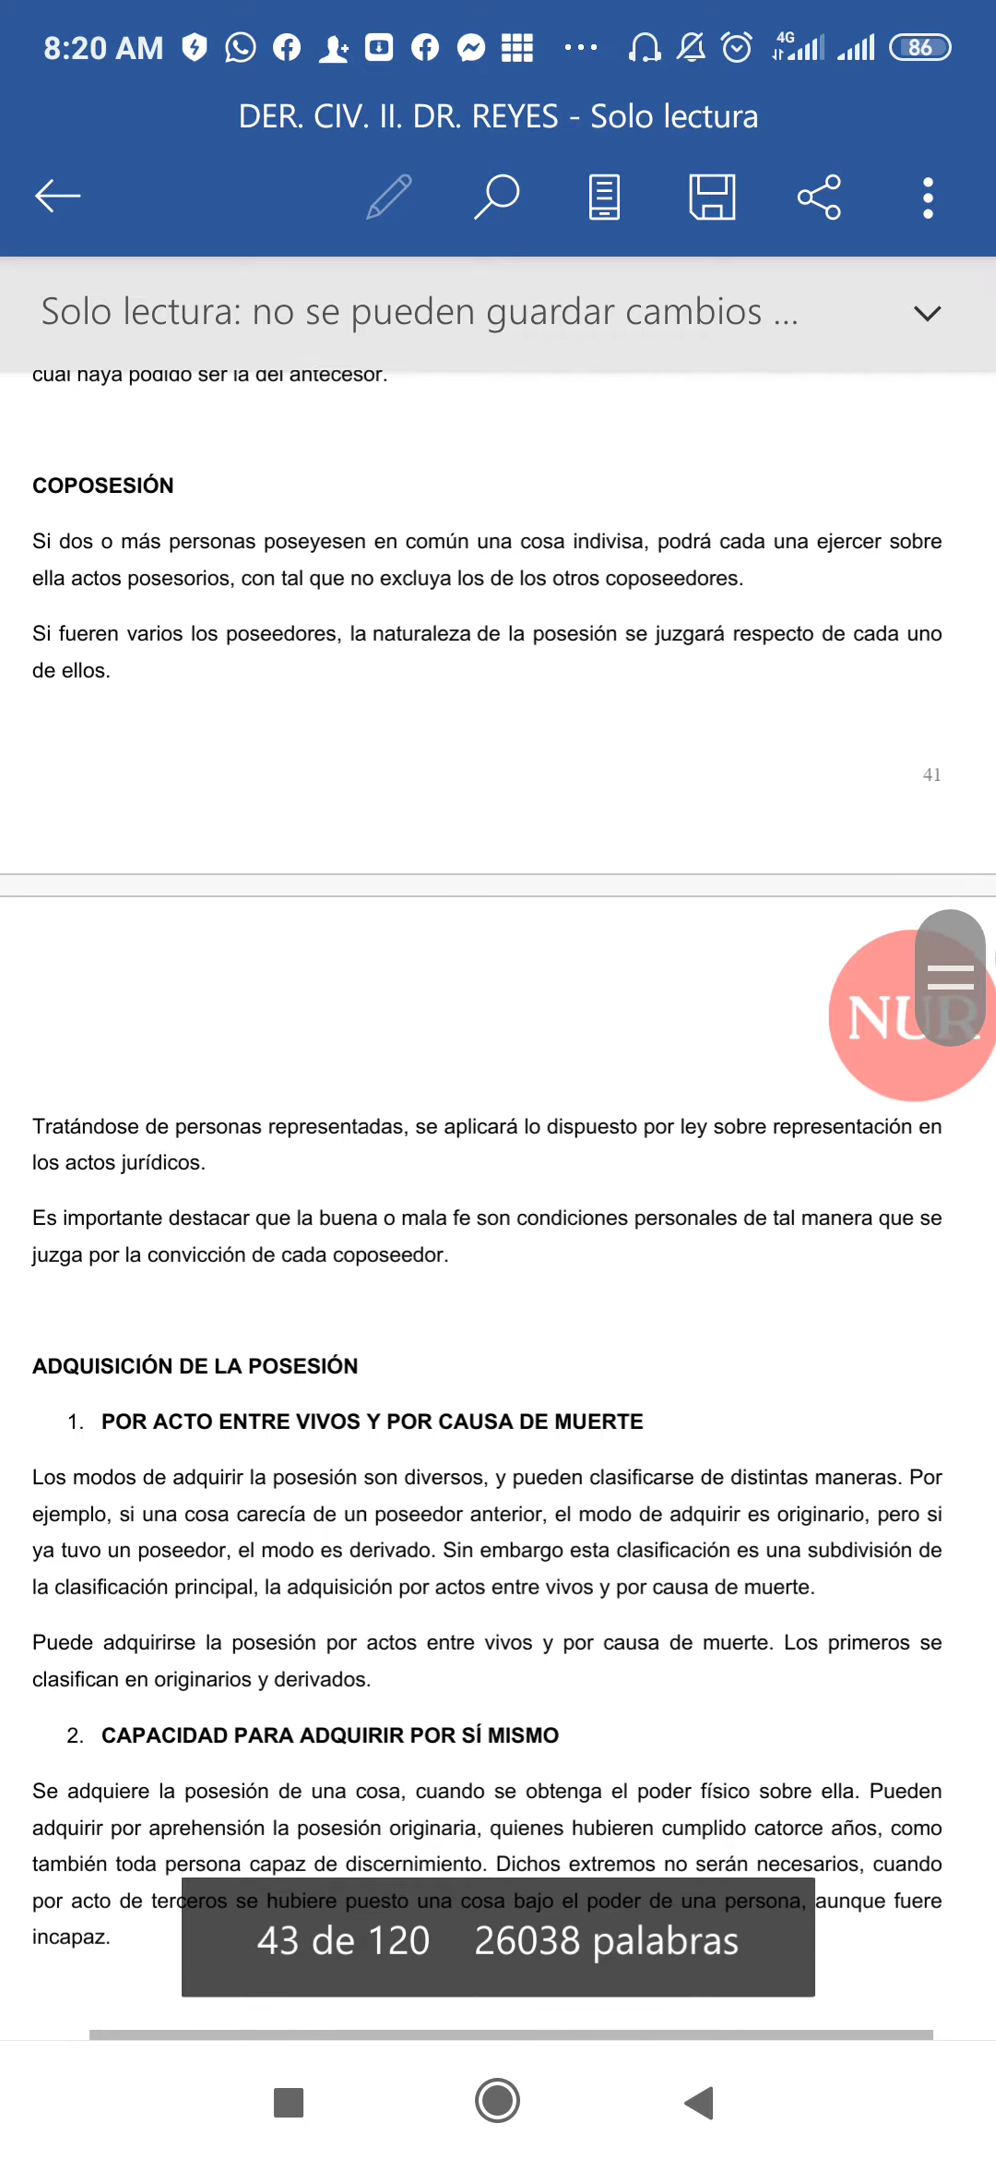 8:20 AM
4G
86
DER. CIV. II. DR. REYES - Solo lectura
Solo lectura: no se pueden guardar cambios ...
cual haya podido ser la del antecesor.
COPOSESIÓN
Si dos o más personas poseyesen en común una cosa indivisa, podrá cada una ejercer sobre
ella actos posesorios, con tal que no excluya los de los otros coposeedores.
Si fueren varios los poseedores, la naturaleza de la posesión se juzgará respecto de cada uno
de ellos.
41
NUR
Tratándose de personas representadas, se aplicará lo dispuesto por ley sobre representación en
los actos jurídicos.
Es importante destacar que la buena o mala fe son condiciones personales de tal manera que se
juzga por la convicción de cada coposeedor.
ADQUISICIÓN DE LA POSESIÓN
1. POR ACTO ENTRE VIVOS Y POR CAUSA DE MUERTE
Los modos de adquirir la posesión son diversos, y pueden clasificarse de distintas maneras. Por
ejemplo, si una cosa carecía de un poseedor anterior, el modo de adquirir es originario, pero si
ya tuvo un poseedor, el modo es derivado. Sin embargo esta clasificación es una subdivisión de
la clasificación principal, la adquisición por actos entre vivos y por causa de muerte.
Puede adquirirse la posesión por actos entre vivos y por causa de muerte. Los primeros se
clasifican en originarios y derivados.
2. CAPACIDAD PARA ADQUIRIR POR SÍ MISMO
Se adquiere la posesión de una cosa, cuando se obtenga el poder físico sobre ella. Pueden
adquirir por aprehensión la posesión originaria, quienes hubieren cumplido catorce años, como
también toda persona capaz de discernimiento. Dichos extremos no serán necesarios, cuando
por acto de terceros se hubiere puesto una cosa bajo el poder de una persona, aunque fuere
incapaz.
43 de 120 26038 palabras